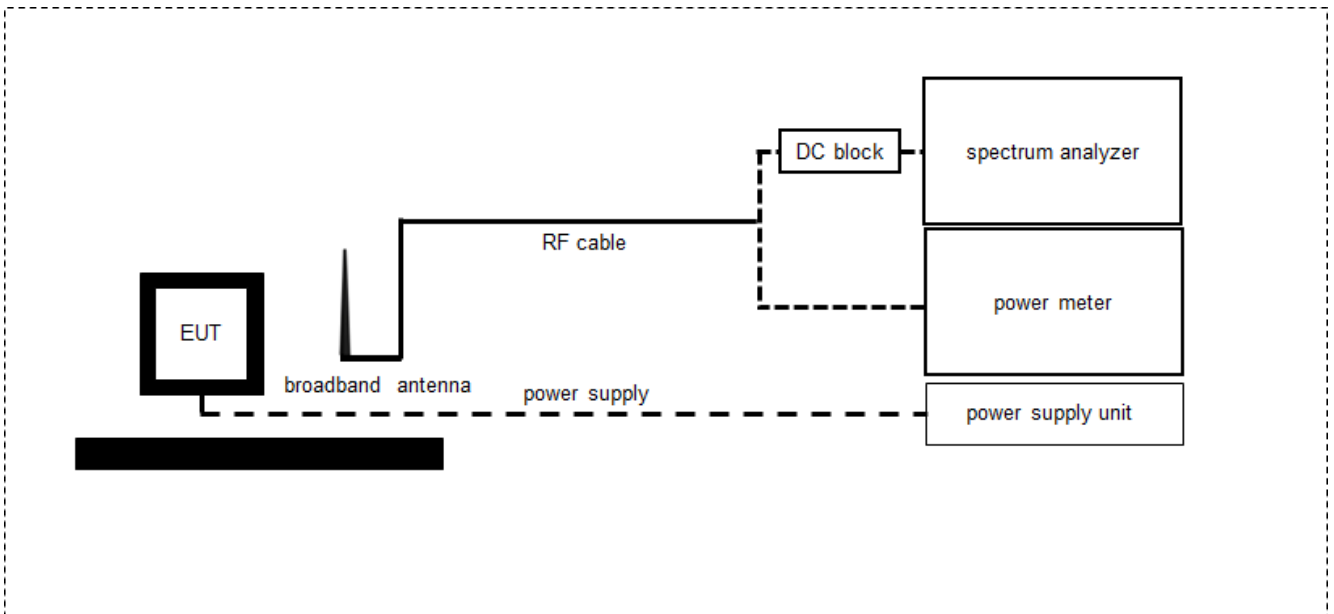 DC block
spectrum analyzer
RF cable
power meter
EUT
broadband antenna
power supply
power supply unit